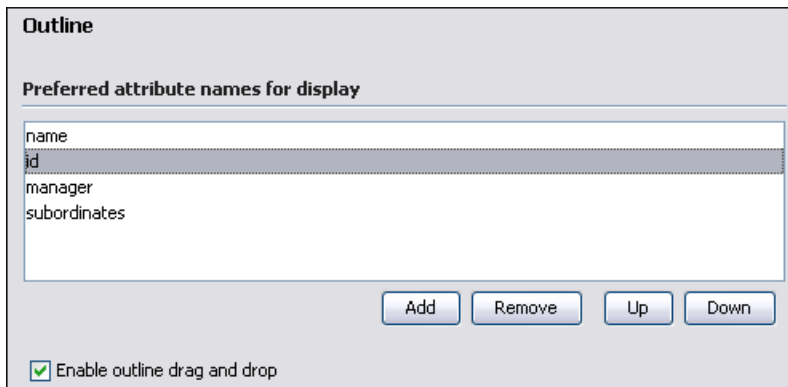 Outline
Preferred attribute names for display
name
id
manager
subordinates
Add Remove Up Down
Enable outline drag and drop